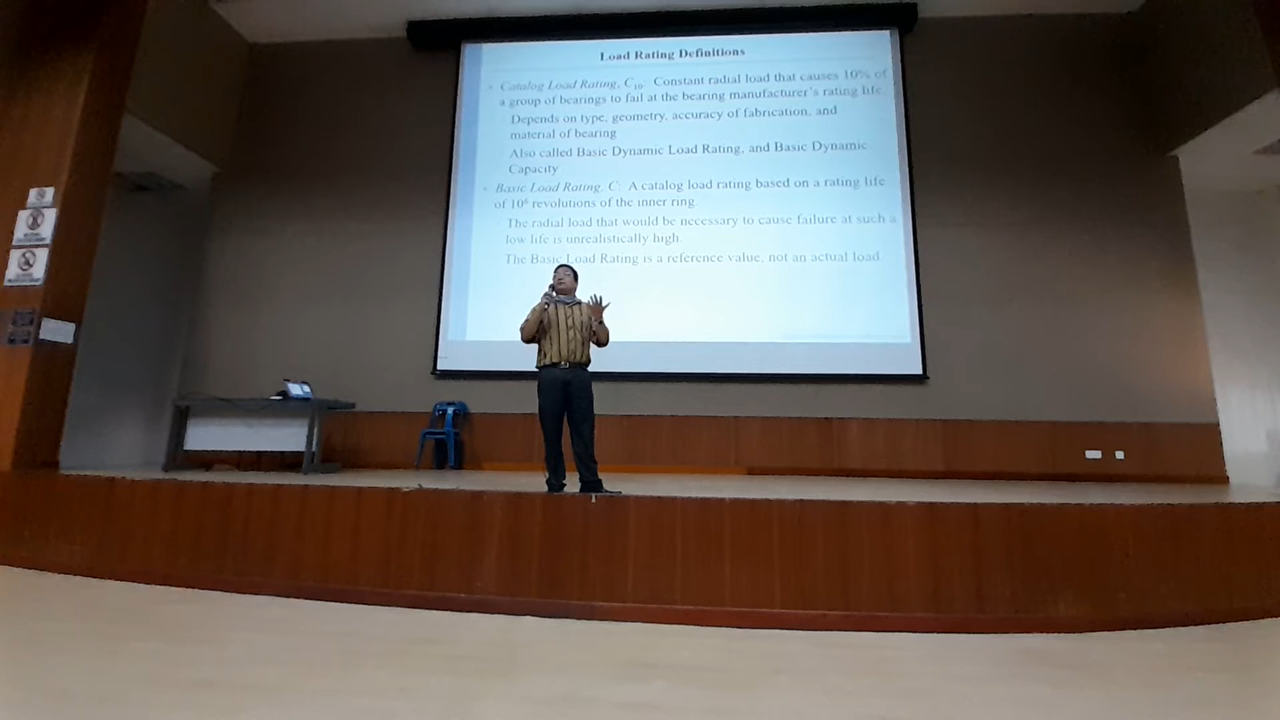 Load Rating Definitions
Catalog Load Rating, C₁₀: Constant radial load that causes 10% of
a group of bearings to fail at the bearing manufacturer's rating life.
Depends on type, geometry, accuracy of fabrication, and
material of bearing
Also called Basic Dynamic Load Rating, and Basic Dynamic
Capacity
Basic Load Rating, C: A catalog load rating based on a rating life
of 10⁶ revolutions of the inner ring.
The radial load that would be necessary to cause failure at such a
low life is unrealistically high.
The Basic Load Rating is a reference value, not an actual load.